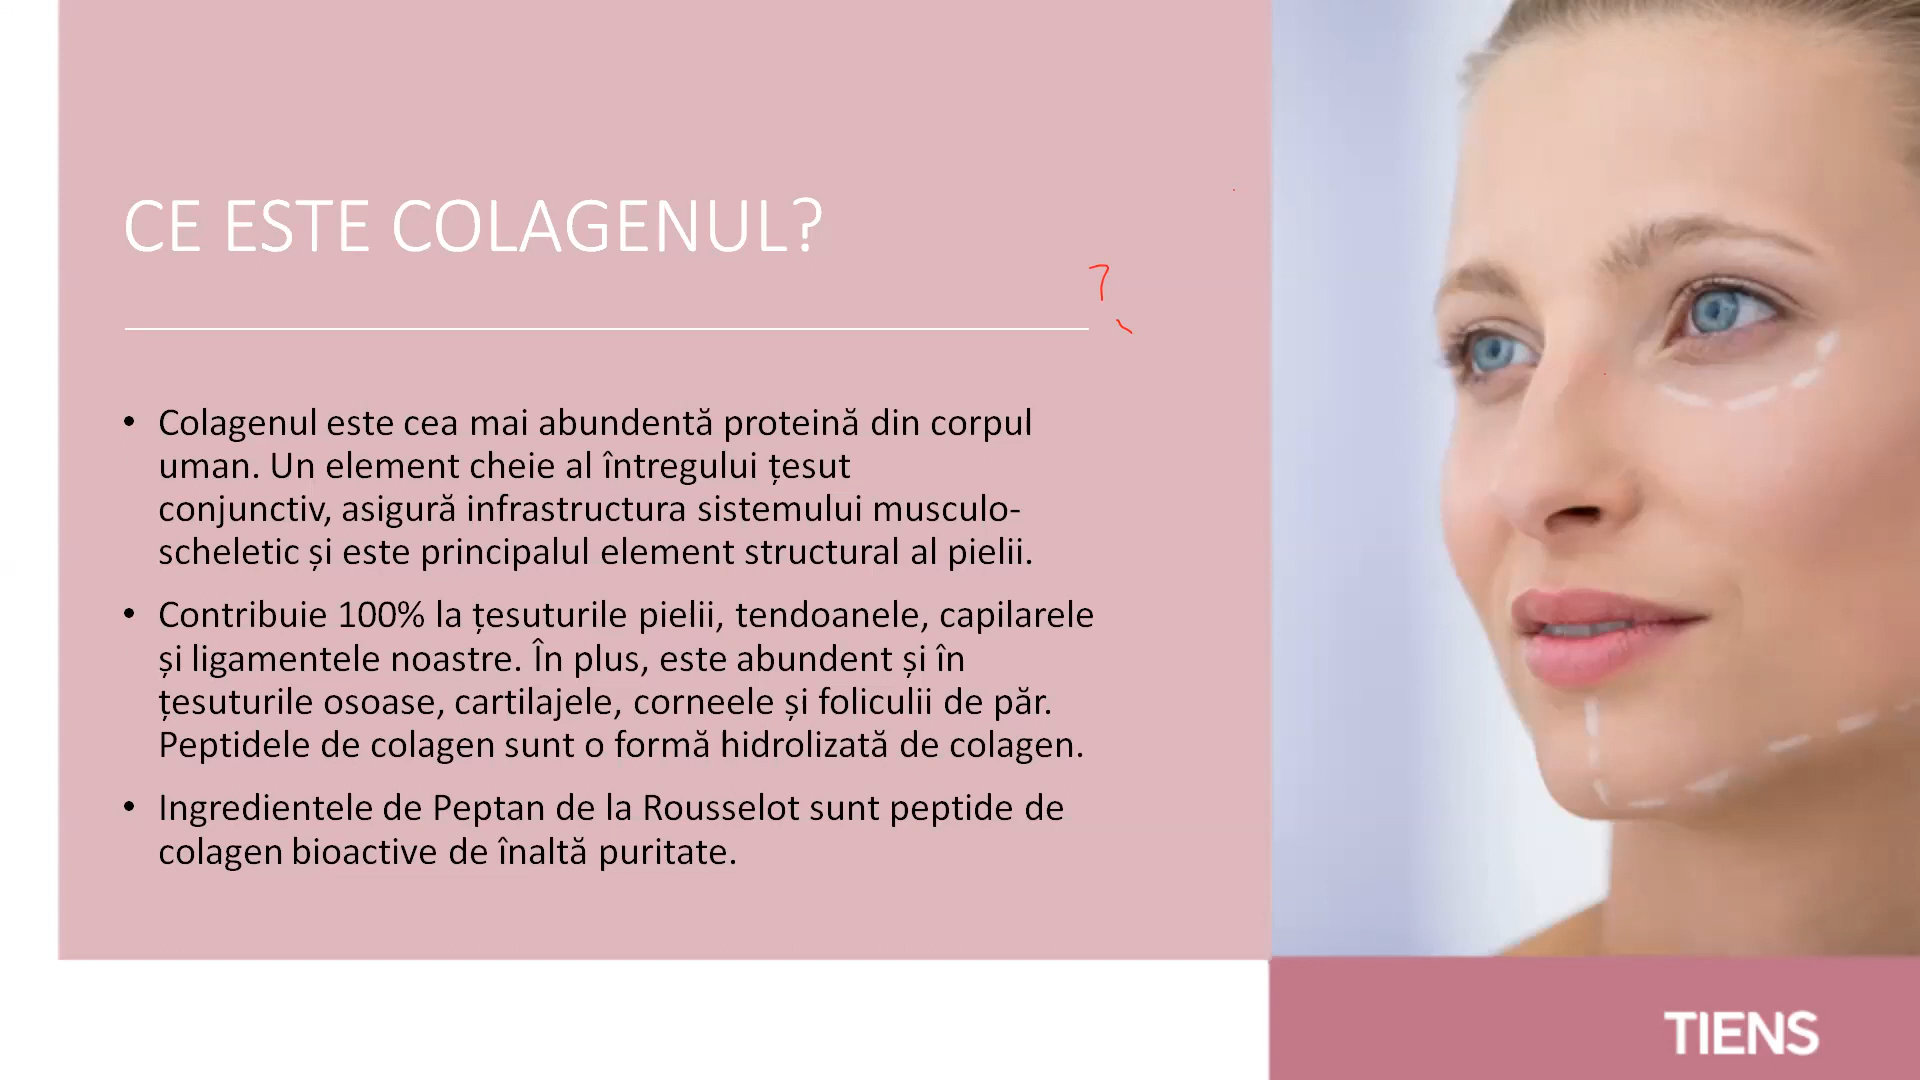 CE ESTE COLAGENUL?
• Colagenul este cea mai abundentă proteină din corpul
uman. Un element cheie al întregului țesut
conjunctiv, asigură infrastructura sistemului musculo-
scheletic și este principalul element structural al pielii.
• Contribuie 100% la țesuturile pielii, tendoanele, capilarele
și ligamentele noastre. În plus, este abundent și în
țesuturile osoase, cartilajele, corneele și foliculii de păr.
Peptidele de colagen sunt o formă hidrolizată de colagen.
• Ingredientele de Peptan de la Rousselot sunt peptide de
colagen bioactive de înaltă puritate.
TIENS